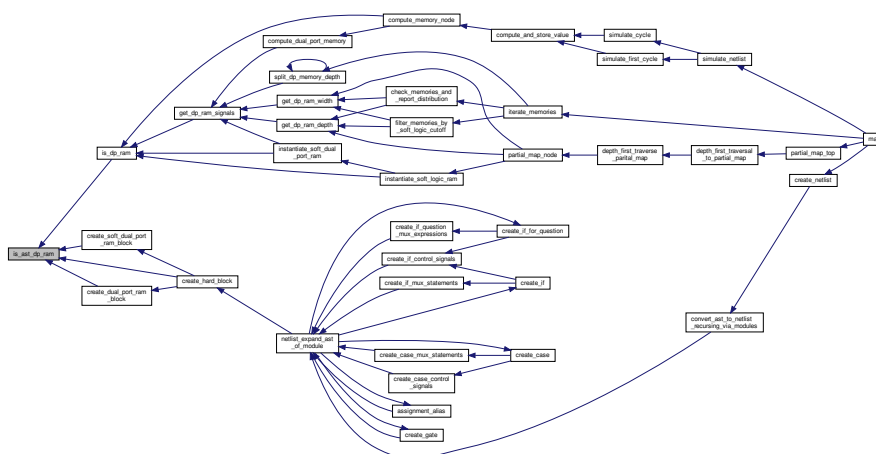 compute_memory_node
compute_dual_port_memory
compute_and_store_value
simulate_cycle
simulate_first_cycle
simulate_netlist
split_dp_memory_depth
get_dp_ram_width
check_memories_and
_report_distribution
get_dp_ram_signals
iterate_memories
get_dp_ram_depth
filter_memories_by
_soft_logic_cutoff
ma
is_dp_ram
instantiate_soft_dual
_port_ram
partial_map_node
depth_first_traverse
_parital_map
depth_first_traversal
_to_partial_map
partial_map_top
instantiate_soft_logic_ram
create_netlist
create_soft_dual_port
_ram_block
create_if_question
_mux_expressions
create_if_for_question
is_ast_dp_ram
create_if_control_signals
create_hard_block
create_if_mux_statements
create_if
create_dual_port_ram
_block
convert_ast_to_netlist
_recursing_via_modules
netlist_expand_ast
_of_module
create_case_mux_statements
create_case
create_case_control
_signals
assignment_alias
create_gate